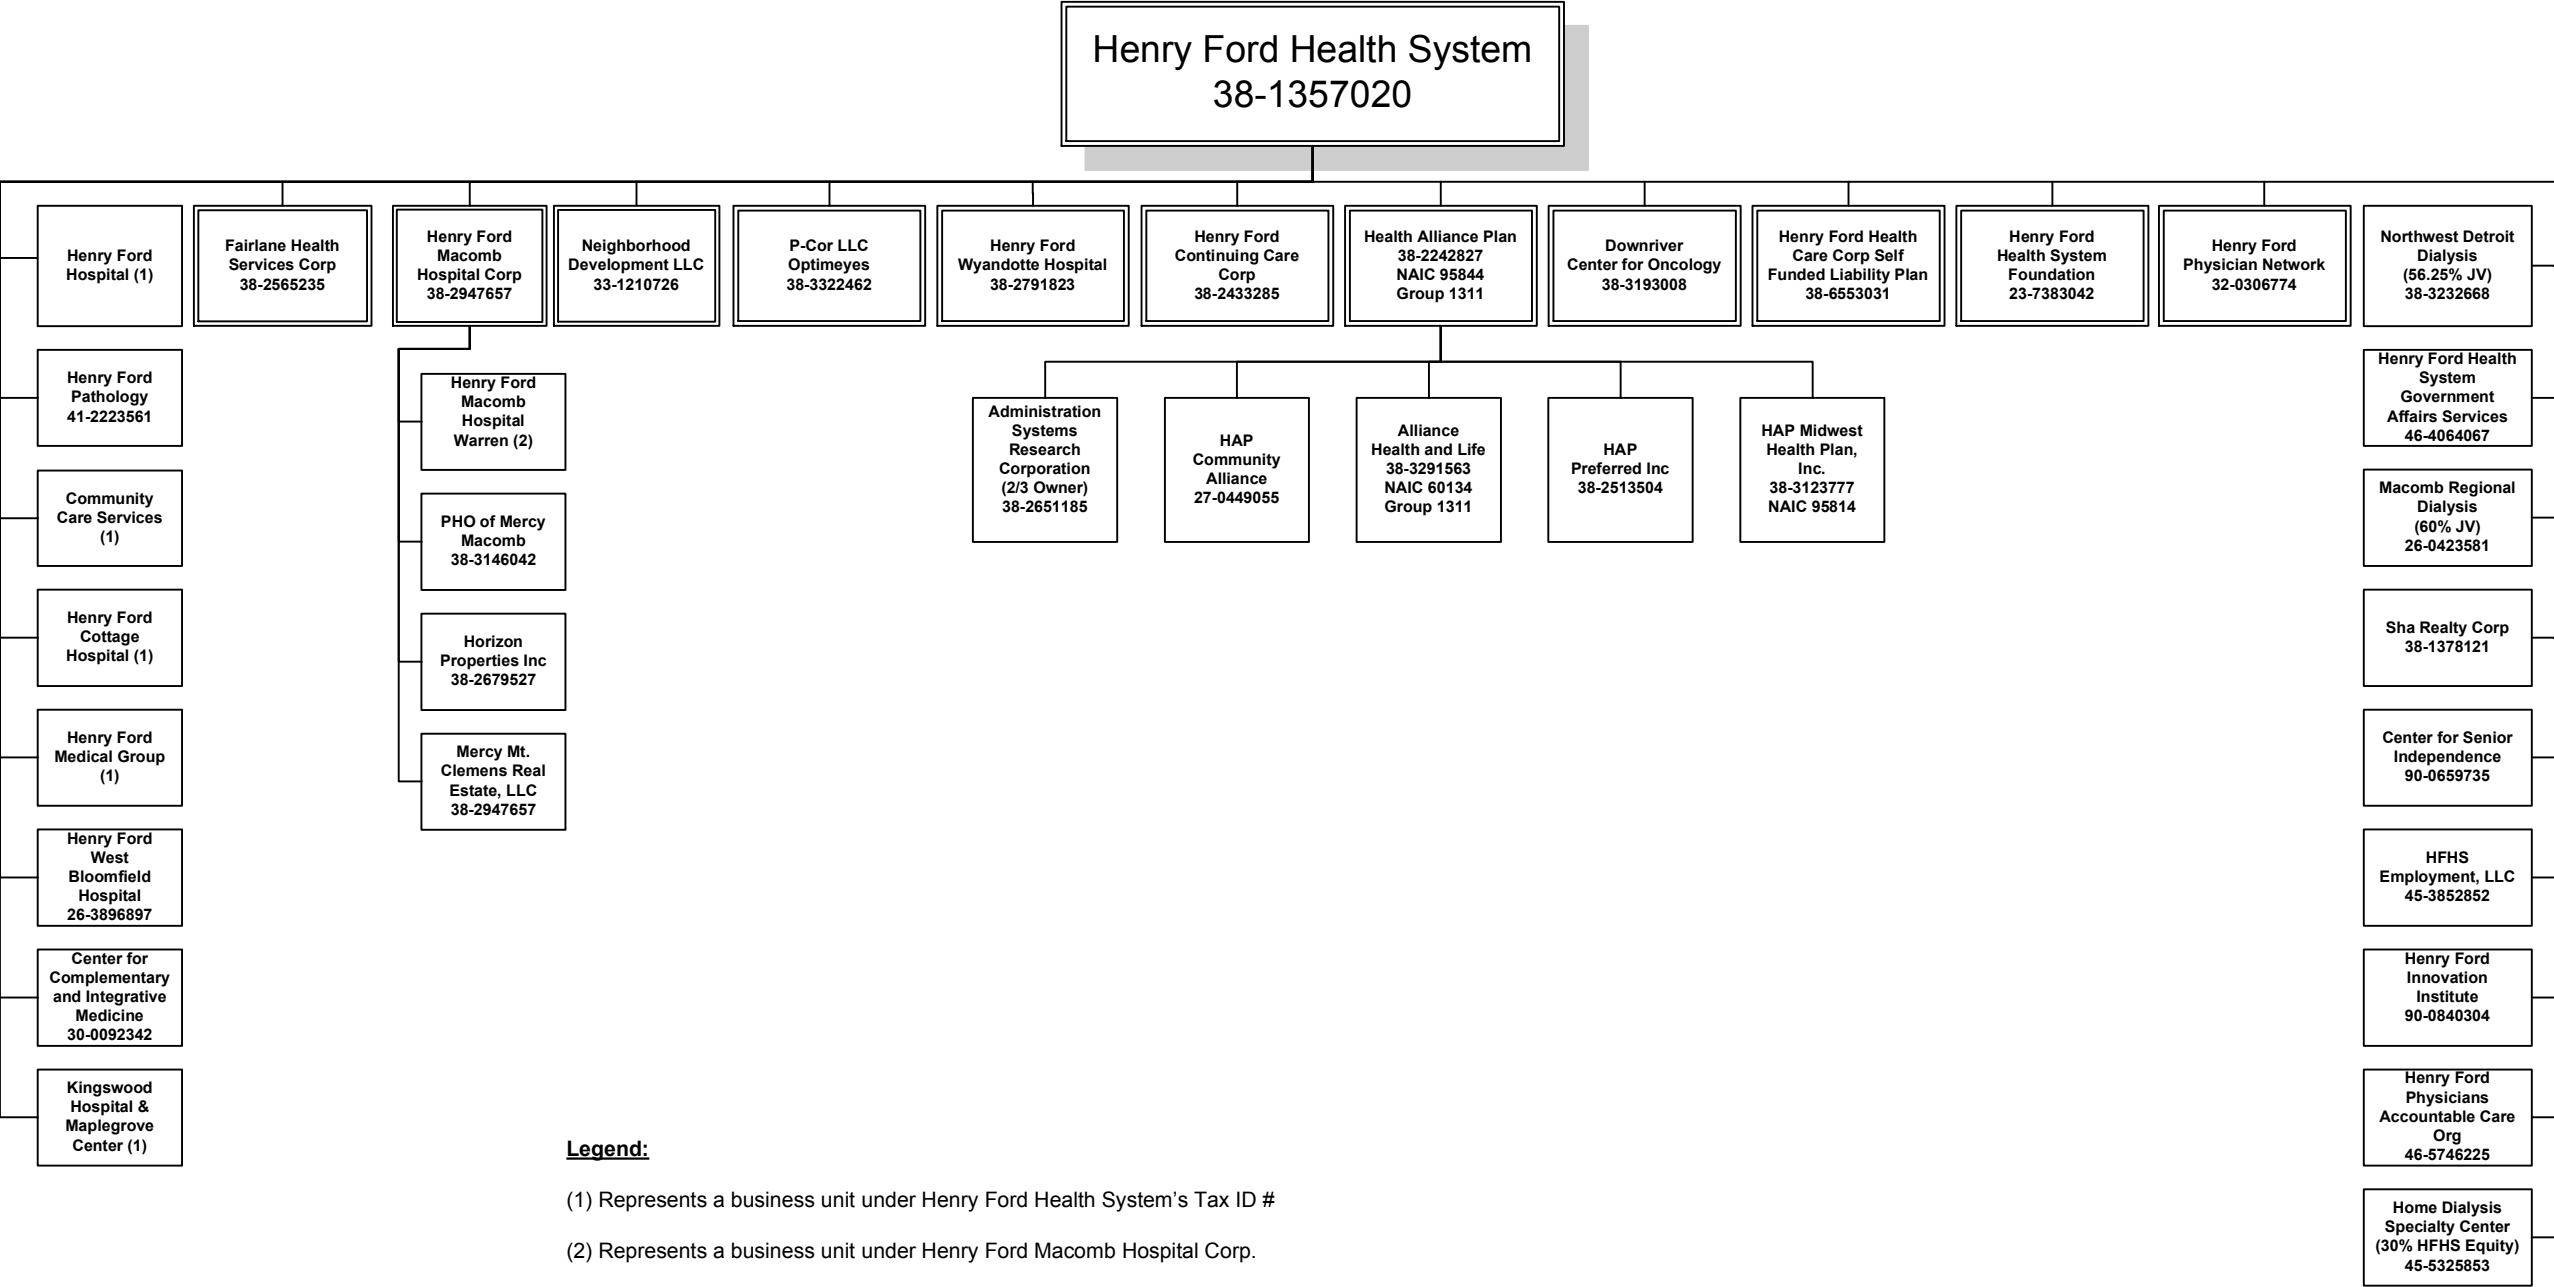 Henry Ford Health System
38-1357020
Henry Ford
Hospital (1)
Fairlane Health
Services Corp
38-2565235
Henry Ford
Macomb
Hospital Corp
38-2947657
Neighborhood
Development LLC
33-1210726
P-Cor LLC
Optimeyes
38-3322462
Henry Ford
Wyandotte Hospital
38-2791823
Henry Ford
Continuing Care
Corp
38-2433285
Health Alliance Plan
38-2242827
NAIC 95844
Group 1311
Downriver
Center for Oncology
38-3193008
Henry Ford Health
Care Corp Self
Funded Liability Plan
38-6553031
Henry Ford
Health System
Foundation
23-7383042
Henry Ford
Physician Network
32-0306774
Northwest Detroit
Dialysis
(56.25% JV)
38-3232668
Henry Ford
Pathology
41-2223561
Community
Care Services
(1)
Henry Ford
Cottage
Hospital (1)
Henry Ford
Medical Group
(1)
Henry Ford
West
Bloomfield
Hospital
26-3896897
Center for
Complementary
and Integrative
Medicine
30-0092342
Kingswood
Hospital &
Maplegrove
Center (1)
Henry Ford
Macomb
Hospital
Warren (2)
PHO of Mercy
Macomb
38-3146042
Horizon
Properties Inc
38-2679527
Mercy Mt.
Clemens Real
Estate, LLC
38-2947657
Administration
Systems
Research
Corporation
(2/3 Owner)
38-2651185
HAP
Community
Alliance
27-0449055
Alliance
Health and Life
38-3291563
NAIC 60134
Group 1311
HAP
Preferred Inc
38-2513504
HAP Midwest
Health Plan,
Inc.
38-3123777
NAIC 95814
Henry Ford Health
System
Government
Affairs Services
46-4064067
Macomb Regional
Dialysis
(60% JV)
26-0423581
Sha Realty Corp
38-1378121
Center for Senior
Independence
90-0659735
HFHS
Employment, LLC
45-3852852
Henry Ford
Innovation
Institute
90-0840304
Henry Ford
Physicians
Accountable Care
Org
46-5746225
Home Dialysis
Specialty Center
(30% HFHS Equity)
45-5325853
Legend:
(1) Represents a business unit under Henry Ford Health System’s Tax ID #
(2) Represents a business unit under Henry Ford Macomb Hospital Corp.